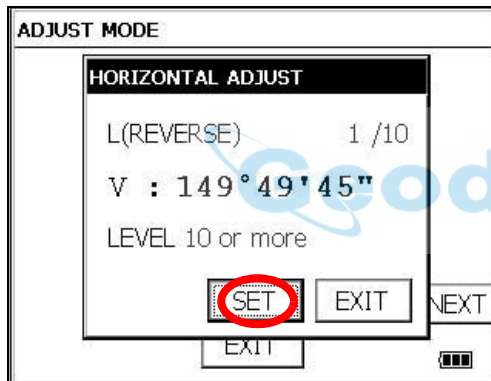 ADJUST MODE
HORIZONTAL ADJUST
L(REVERSE) 1 /10
V : 149°49'45"
LEVEL 10 or more
SET EXIT
NEXT
EXIT